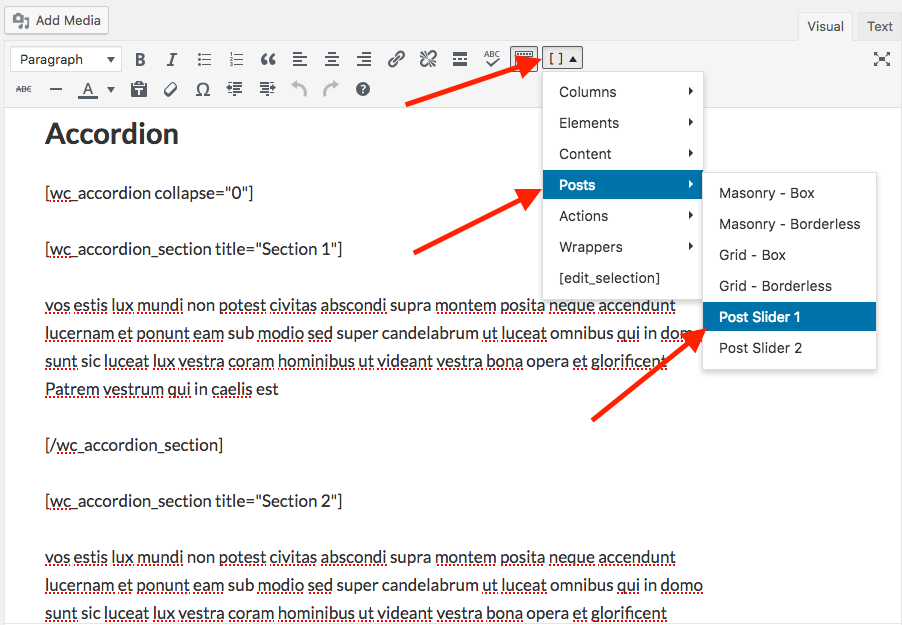 Add Media
Visual
Text
Paragraph
B I “ ABC [ ]
ABC A Ω ?
Columns
Elements
Content
Posts
Actions
Wrappers
[edit_selection]
Masonry - Box
Masonry - Borderless
Grid - Box
Grid - Borderless
Post Slider 1
Post Slider 2
Accordion
[wc_accordion collapse="0"]
[wc_accordion_section title="Section 1"]
vos estis lux mundi non potest civitas abscondi supra montem posita neque accendunt
lucernam et ponunt eam sub modio sed super candelabrum ut luceat omnibus qui in domo
sunt sic luceat lux vestra coram hominibus ut videant vestra bona opera et glorificent
Patrem vestrum qui in caelis est
[/wc_accordion_section]
[wc_accordion_section title="Section 2"]
vos estis lux mundi non potest civitas abscondi supra montem posita neque accendunt
lucernam et ponunt eam sub modio sed super candelabrum ut luceat omnibus qui in domo
sunt sic luceat lux vestra coram hominibus ut videant vestra bona opera et glorificent